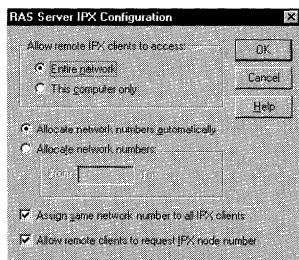 RAS Server IPX Configuration
Allow remote IPX clients to access:
Entire network
This computer only
OK
Cancel
Help
Allocate network numbers automatically
Allocate network numbers:
From:
Assign same network number to all IPX clients
Allow remote clients to request IPX node number